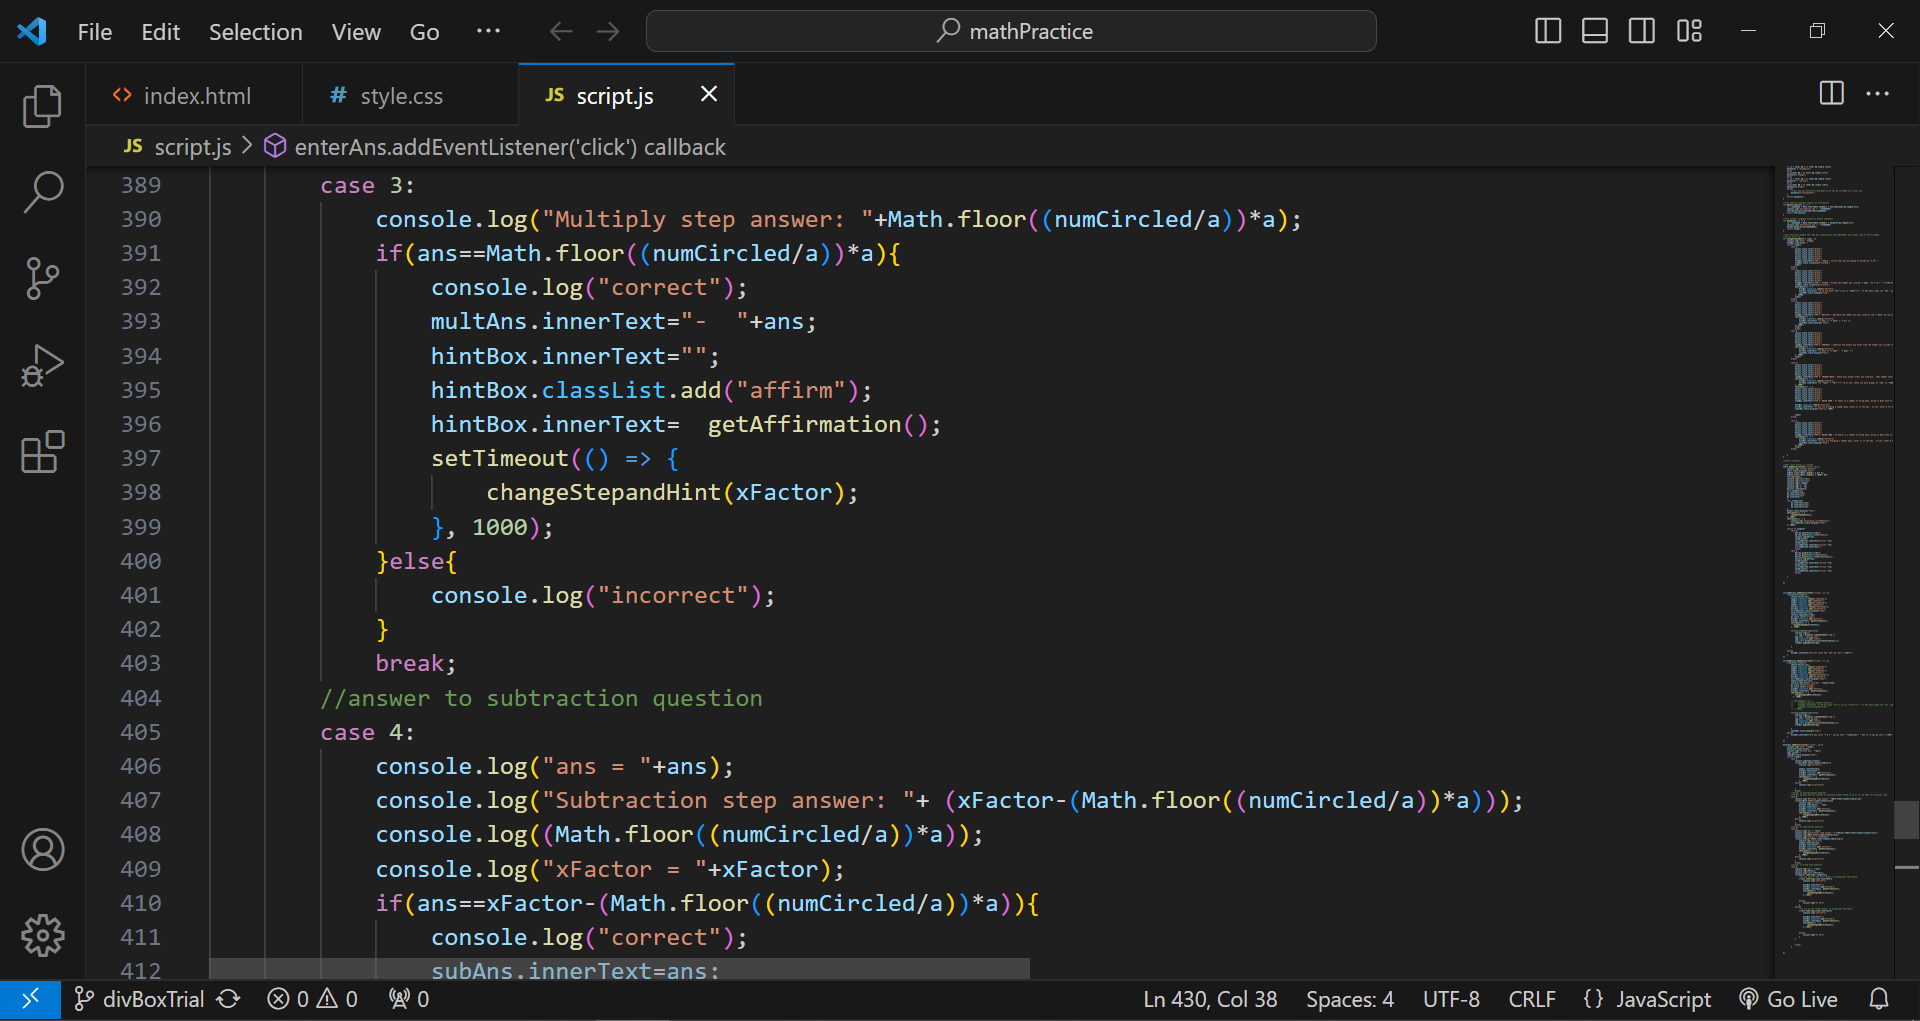 File Edit Selection View Go ··· mathPractice
index.html style.css JS script.js
JS script.js > enterAns.addEventListener('click') callback
389 case 3:
390 console.log("Multiply step answer: "+Math.floor((numCircled/a))*a);
391 if(ans==Math.floor((numCircled/a))*a){
392 console.log("correct");
393 multAns.innerText="-  "+ans;
394 hintBox.innerText="";
395 hintBox.classList.add("affirm");
396 hintBox.innerText=  getAffirmation();
397 setTimeout(() => {
398 changeStepandHint(xFactor);
399 }, 1000);
400 }else{
401 console.log("incorrect");
402 }
403 break;
404 //answer to subtraction question
405 case 4:
406 console.log("ans = "+ans);
407 console.log("Subtraction step answer: "+ (xFactor-(Math.floor((numCircled/a))*a)));
408 console.log((Math.floor((numCircled/a))*a));
409 console.log("xFactor = "+xFactor);
410 if(ans==xFactor-(Math.floor((numCircled/a))*a)){
411 console.log("correct");
412 subAns.innerText=ans;
divBoxTrial 0 0 0 Ln 430, Col 38 Spaces: 4 UTF-8 CRLF {} JavaScript Go Live